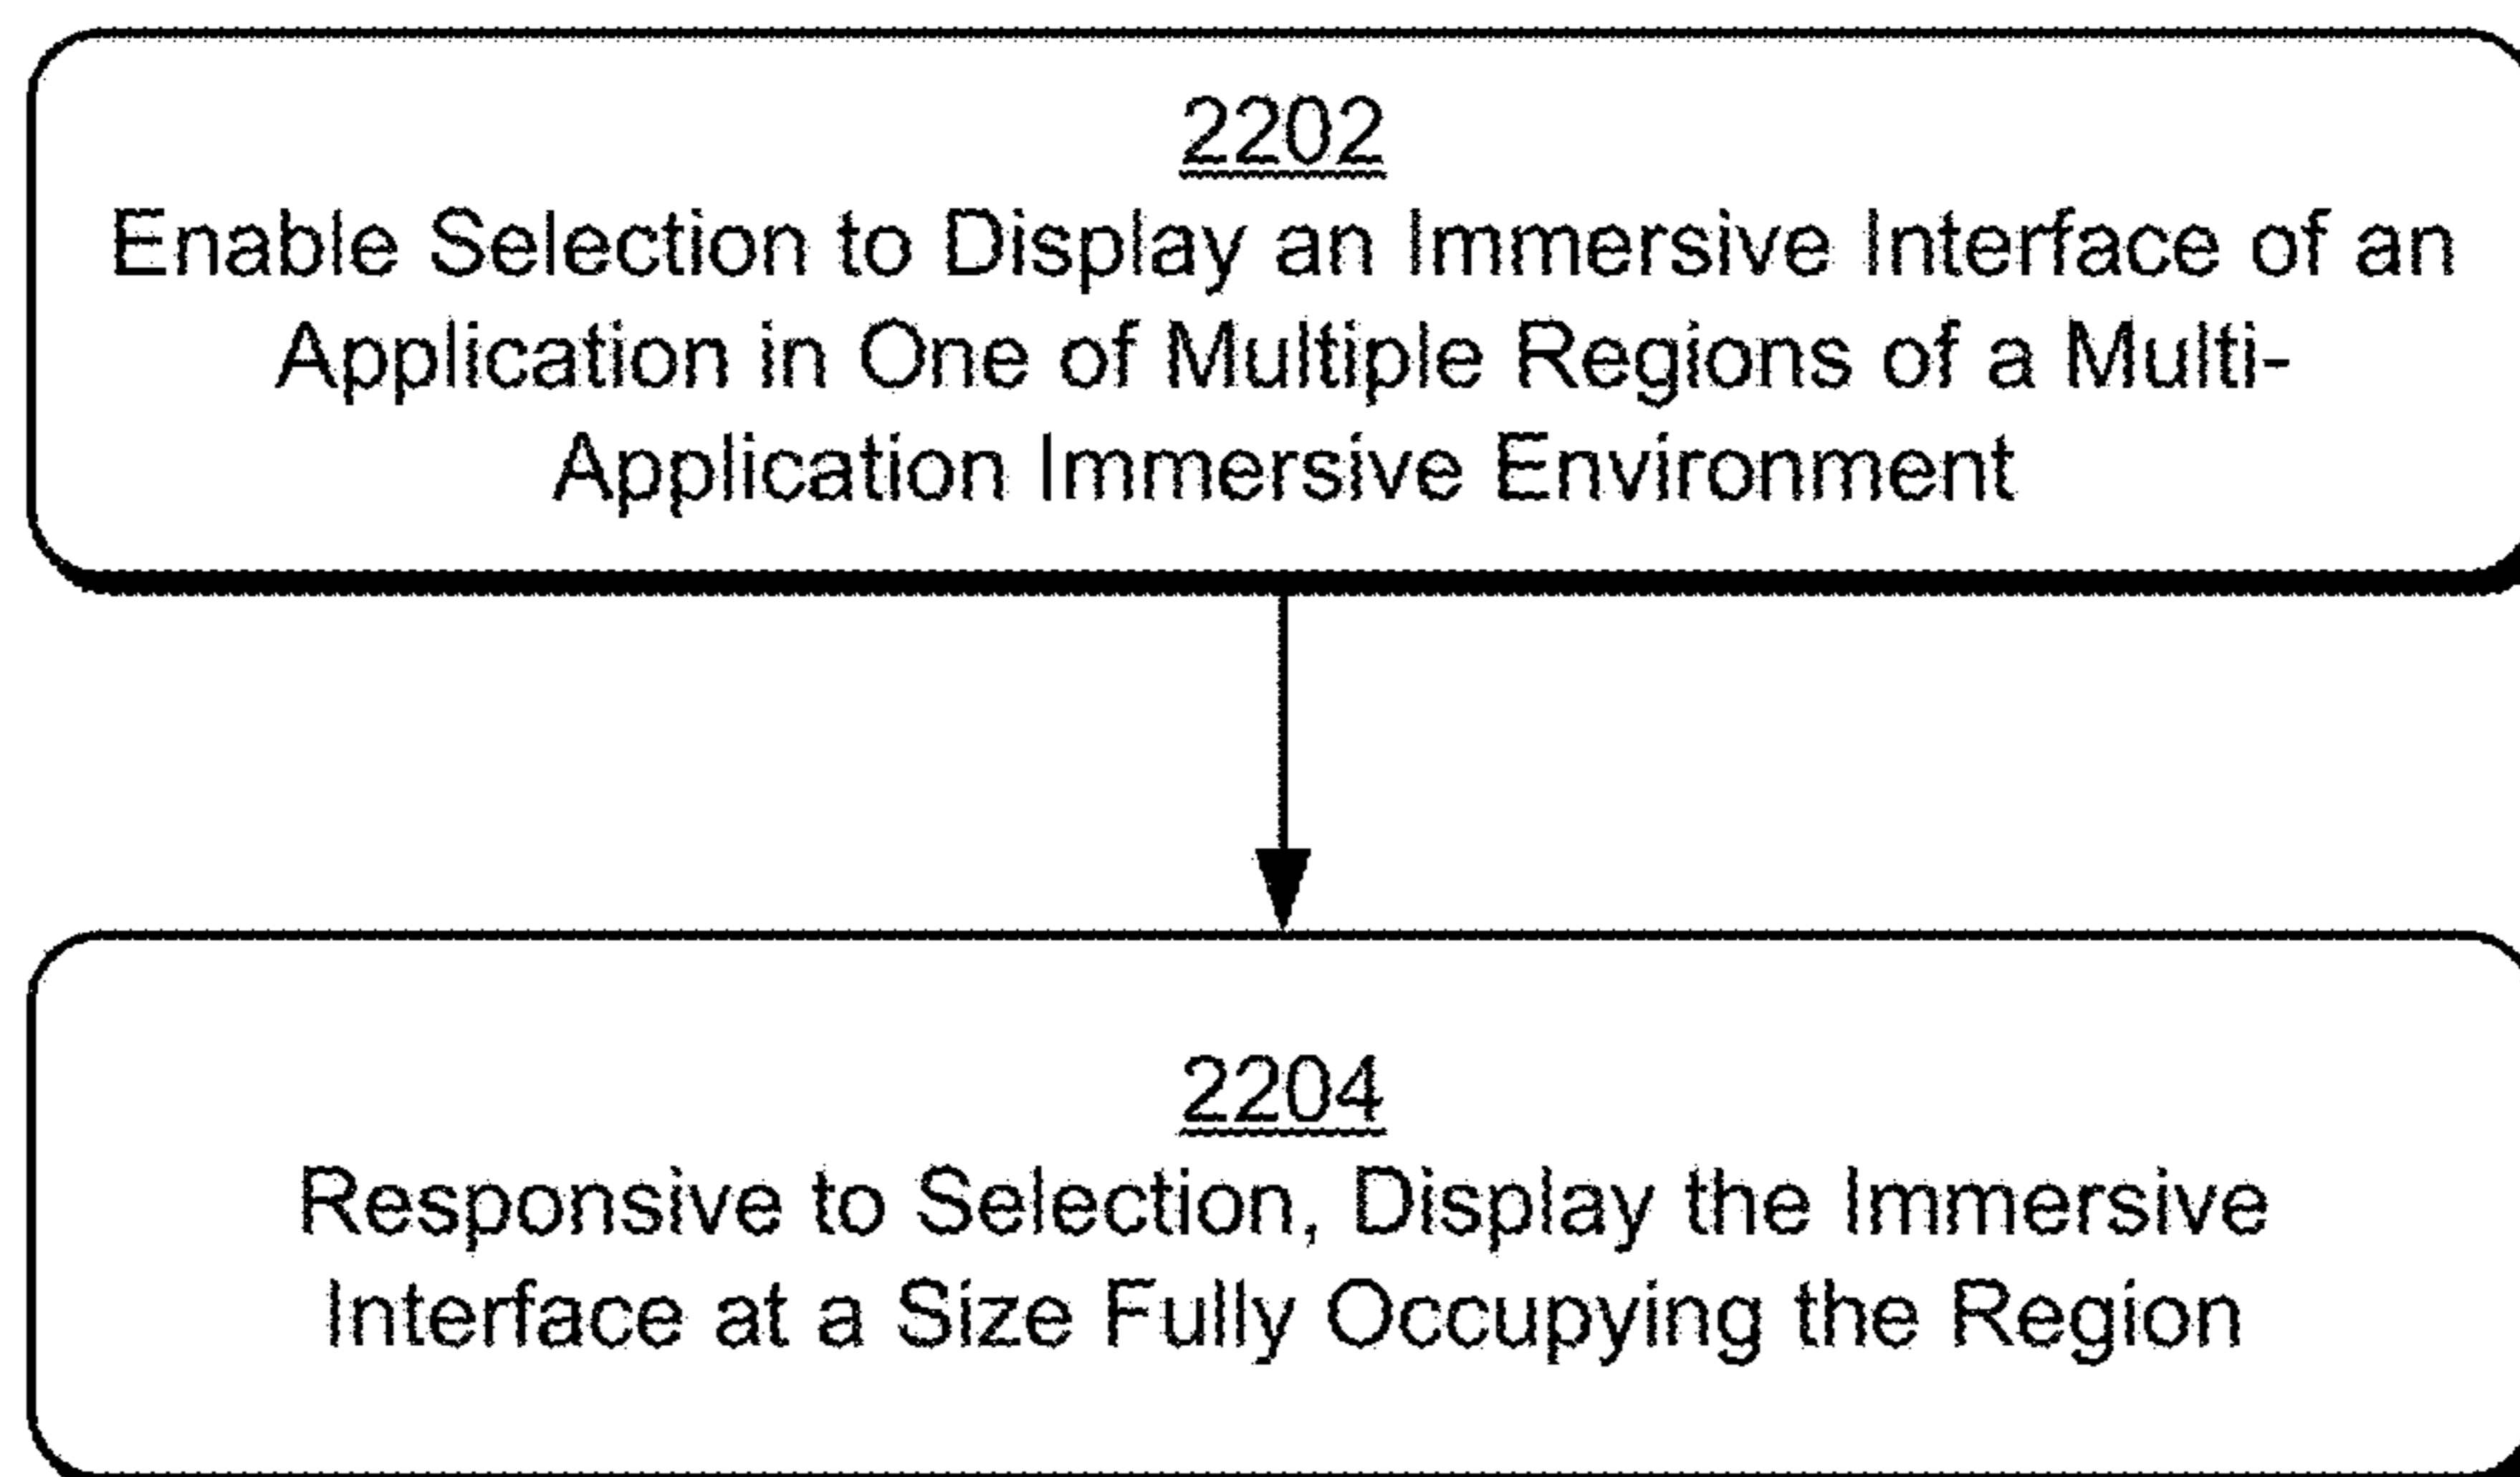 2202
Enable Selection to Display an Immersive Interface of an
Application in One of Multiple Regions of a Multi-
Application Immersive Environment
2204
Responsive to Selection, Display the Immersive
Interface at a Size Fully Occupying the Region